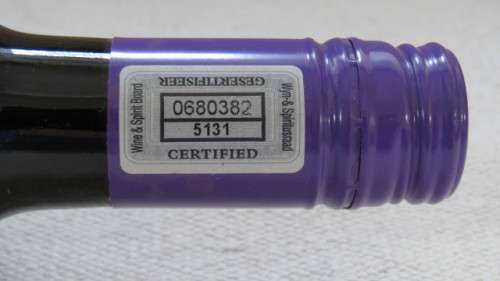 GESERTIFISEER
Wine & Spirit Board
0680382
5131
Wyn-& Spiritusraad
CERTIFIED